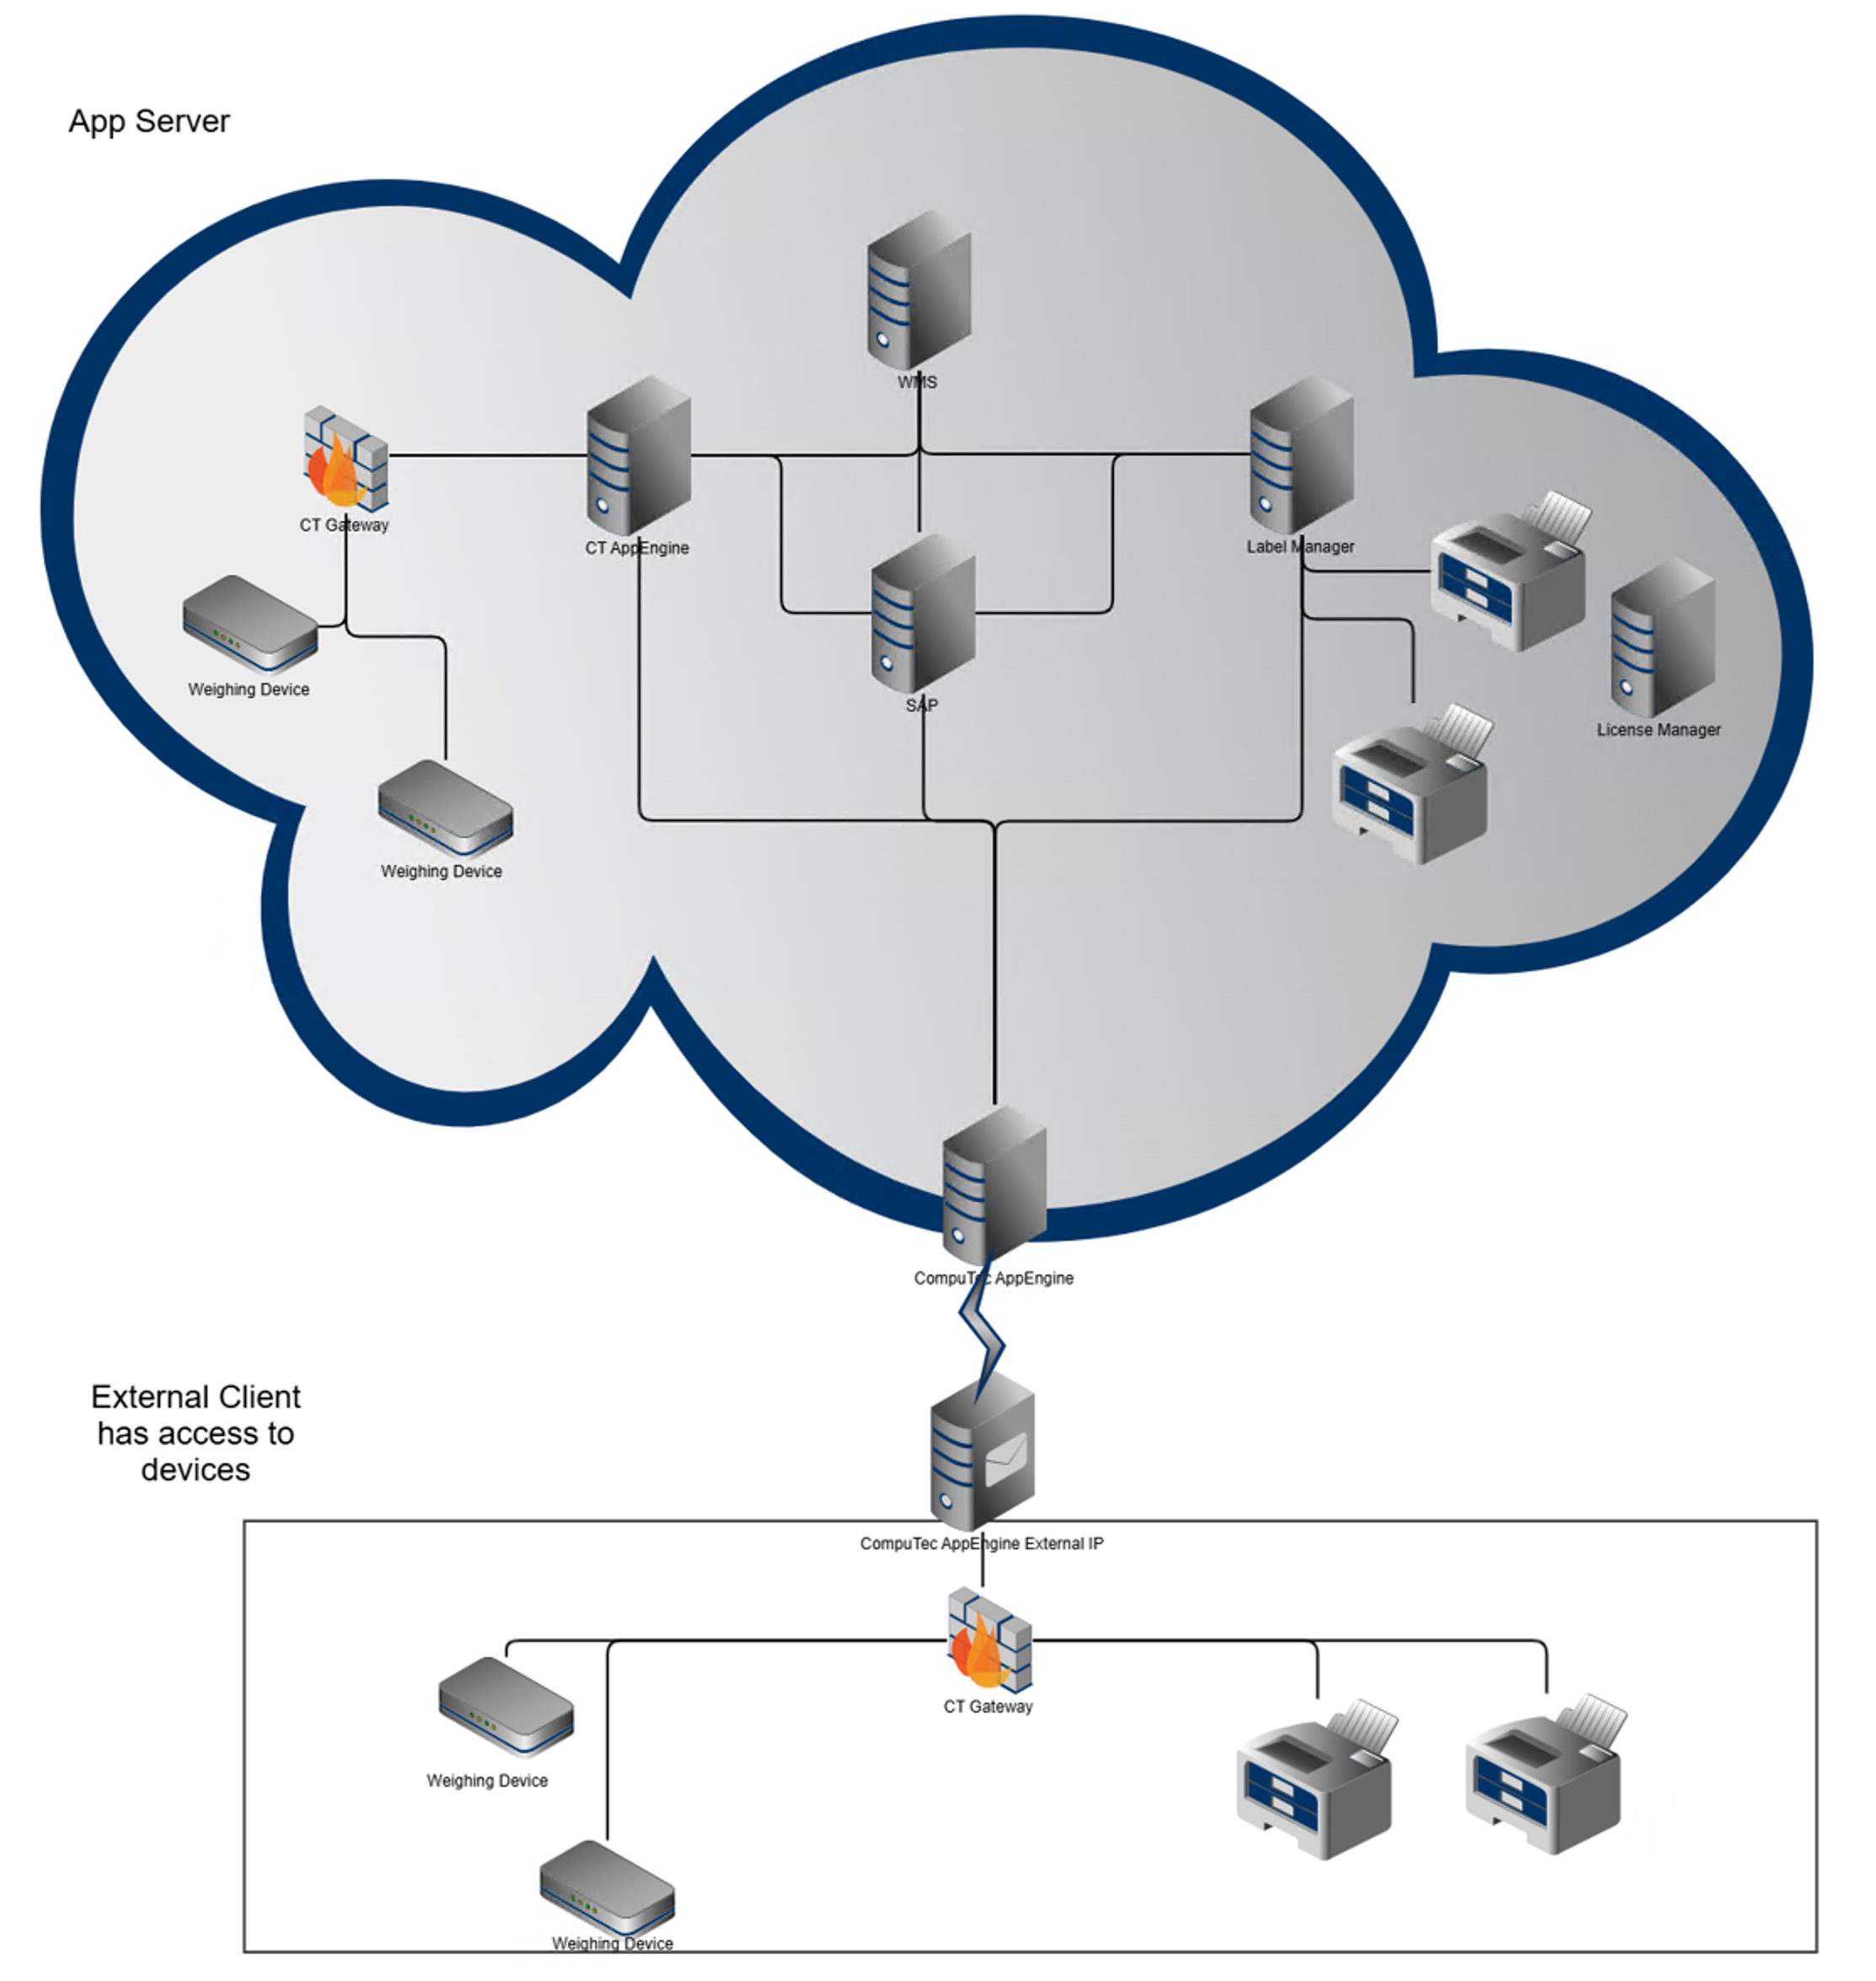 App Server
WMS
CT Gateway
CT AppEngine
Label Manager
Weighing Device
SAP
License Manager
Weighing Device
CompuTec AppEngine
External Client
has access to
devices
CompuTec AppEngine External IP
CT Gateway
Weighing Device
Weighing Device